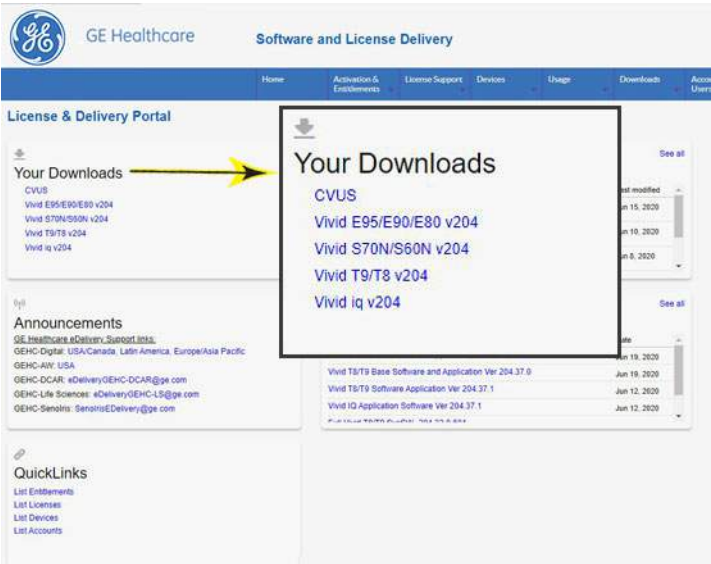 GE Healthcare
Software and License Delivery
Home
Activation & Entitlements
License Support
Devices
Usage
Downloads
License & Delivery Portal
Your Downloads
CVUS
Vivid E95/E90/E80 v204
Vivid S70N/S60N v204
Vivid T9/T8 v204
Vivid iq v204
Your Downloads
CVUS
Vivid E95/E90/E80 v204
Vivid S70N/S60N v204
Vivid T9/T8 v204
Vivid iq v204
See all
modified
15, 2020
10, 2020
8, 2020
Announcements
GE Healthcare eDelivery Support links:
GEHC-Digital: USA/Canada, Latin America, Europe/Asia Pacific
GEHC-AW: USA
GEHC-DCAR: eDeliveryGEHC-DCAR@ge.com
GEHC-Life Sciences: eDeliveryGEHC-LS@ge.com
GEHC-SenoIris: SenoIrisEDelivery@ge.com
See all
19, 2020
Vivid T8/T9 Base Software and Application Ver 204.37.0
Jun 19, 2020
Vivid T8/T9 Software Application Ver 204.37.1
Jun 12, 2020
Vivid IQ Application Software Ver 204.37.1
Jun 12, 2020
QuickLinks
List Entitlements
List Licenses
List Devices
List Accounts